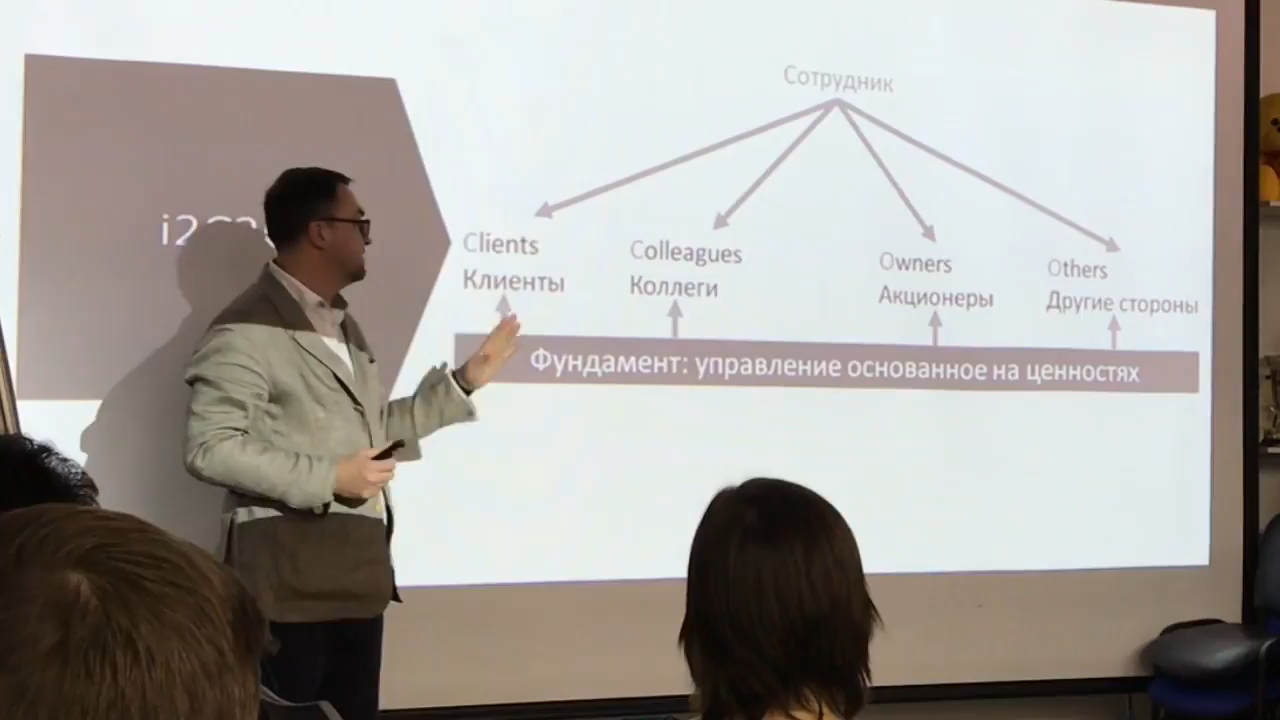 Сотрудник
Clients
Клиенты
Colleagues
Коллеги
Owners
Акционеры
Others
Другие стороны
Фундамент: управление основанное на ценностях